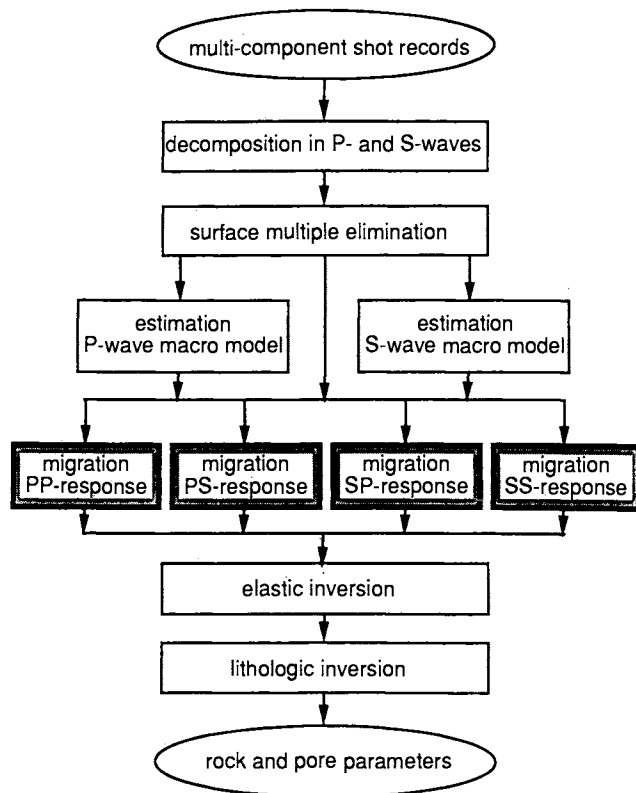 multi-component shot records
decomposition in P- and S-waves
surface multiple elimination
estimation
P-wave macro model
estimation
S-wave macro model
migration
PP-response
migration
PS-response
migration
SP-response
migration
SS-response
elastic inversion
lithologic inversion
rock and pore parameters